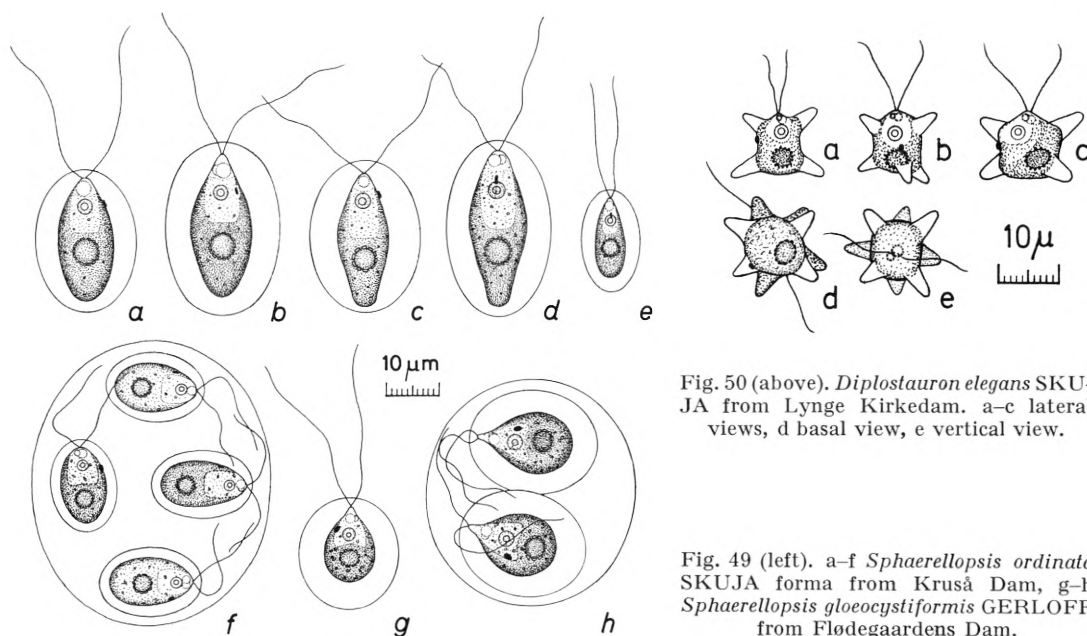 a
b
c
d
e
f
10 µm
g
h
a
b
c
d
e
10 µ
Fig. 50 (above). Diplostauron elegans SKU-
JA from Lynge Kirkedam. a–c lateral
views, d basal view, e vertical view.
Fig. 49 (left). a–f Sphaerellopsis ordinata
SKUJA forma from Kruså Dam, g–h
Sphaerellopsis gloeocystiformis GERLOFF
from Flødegaardens Dam.